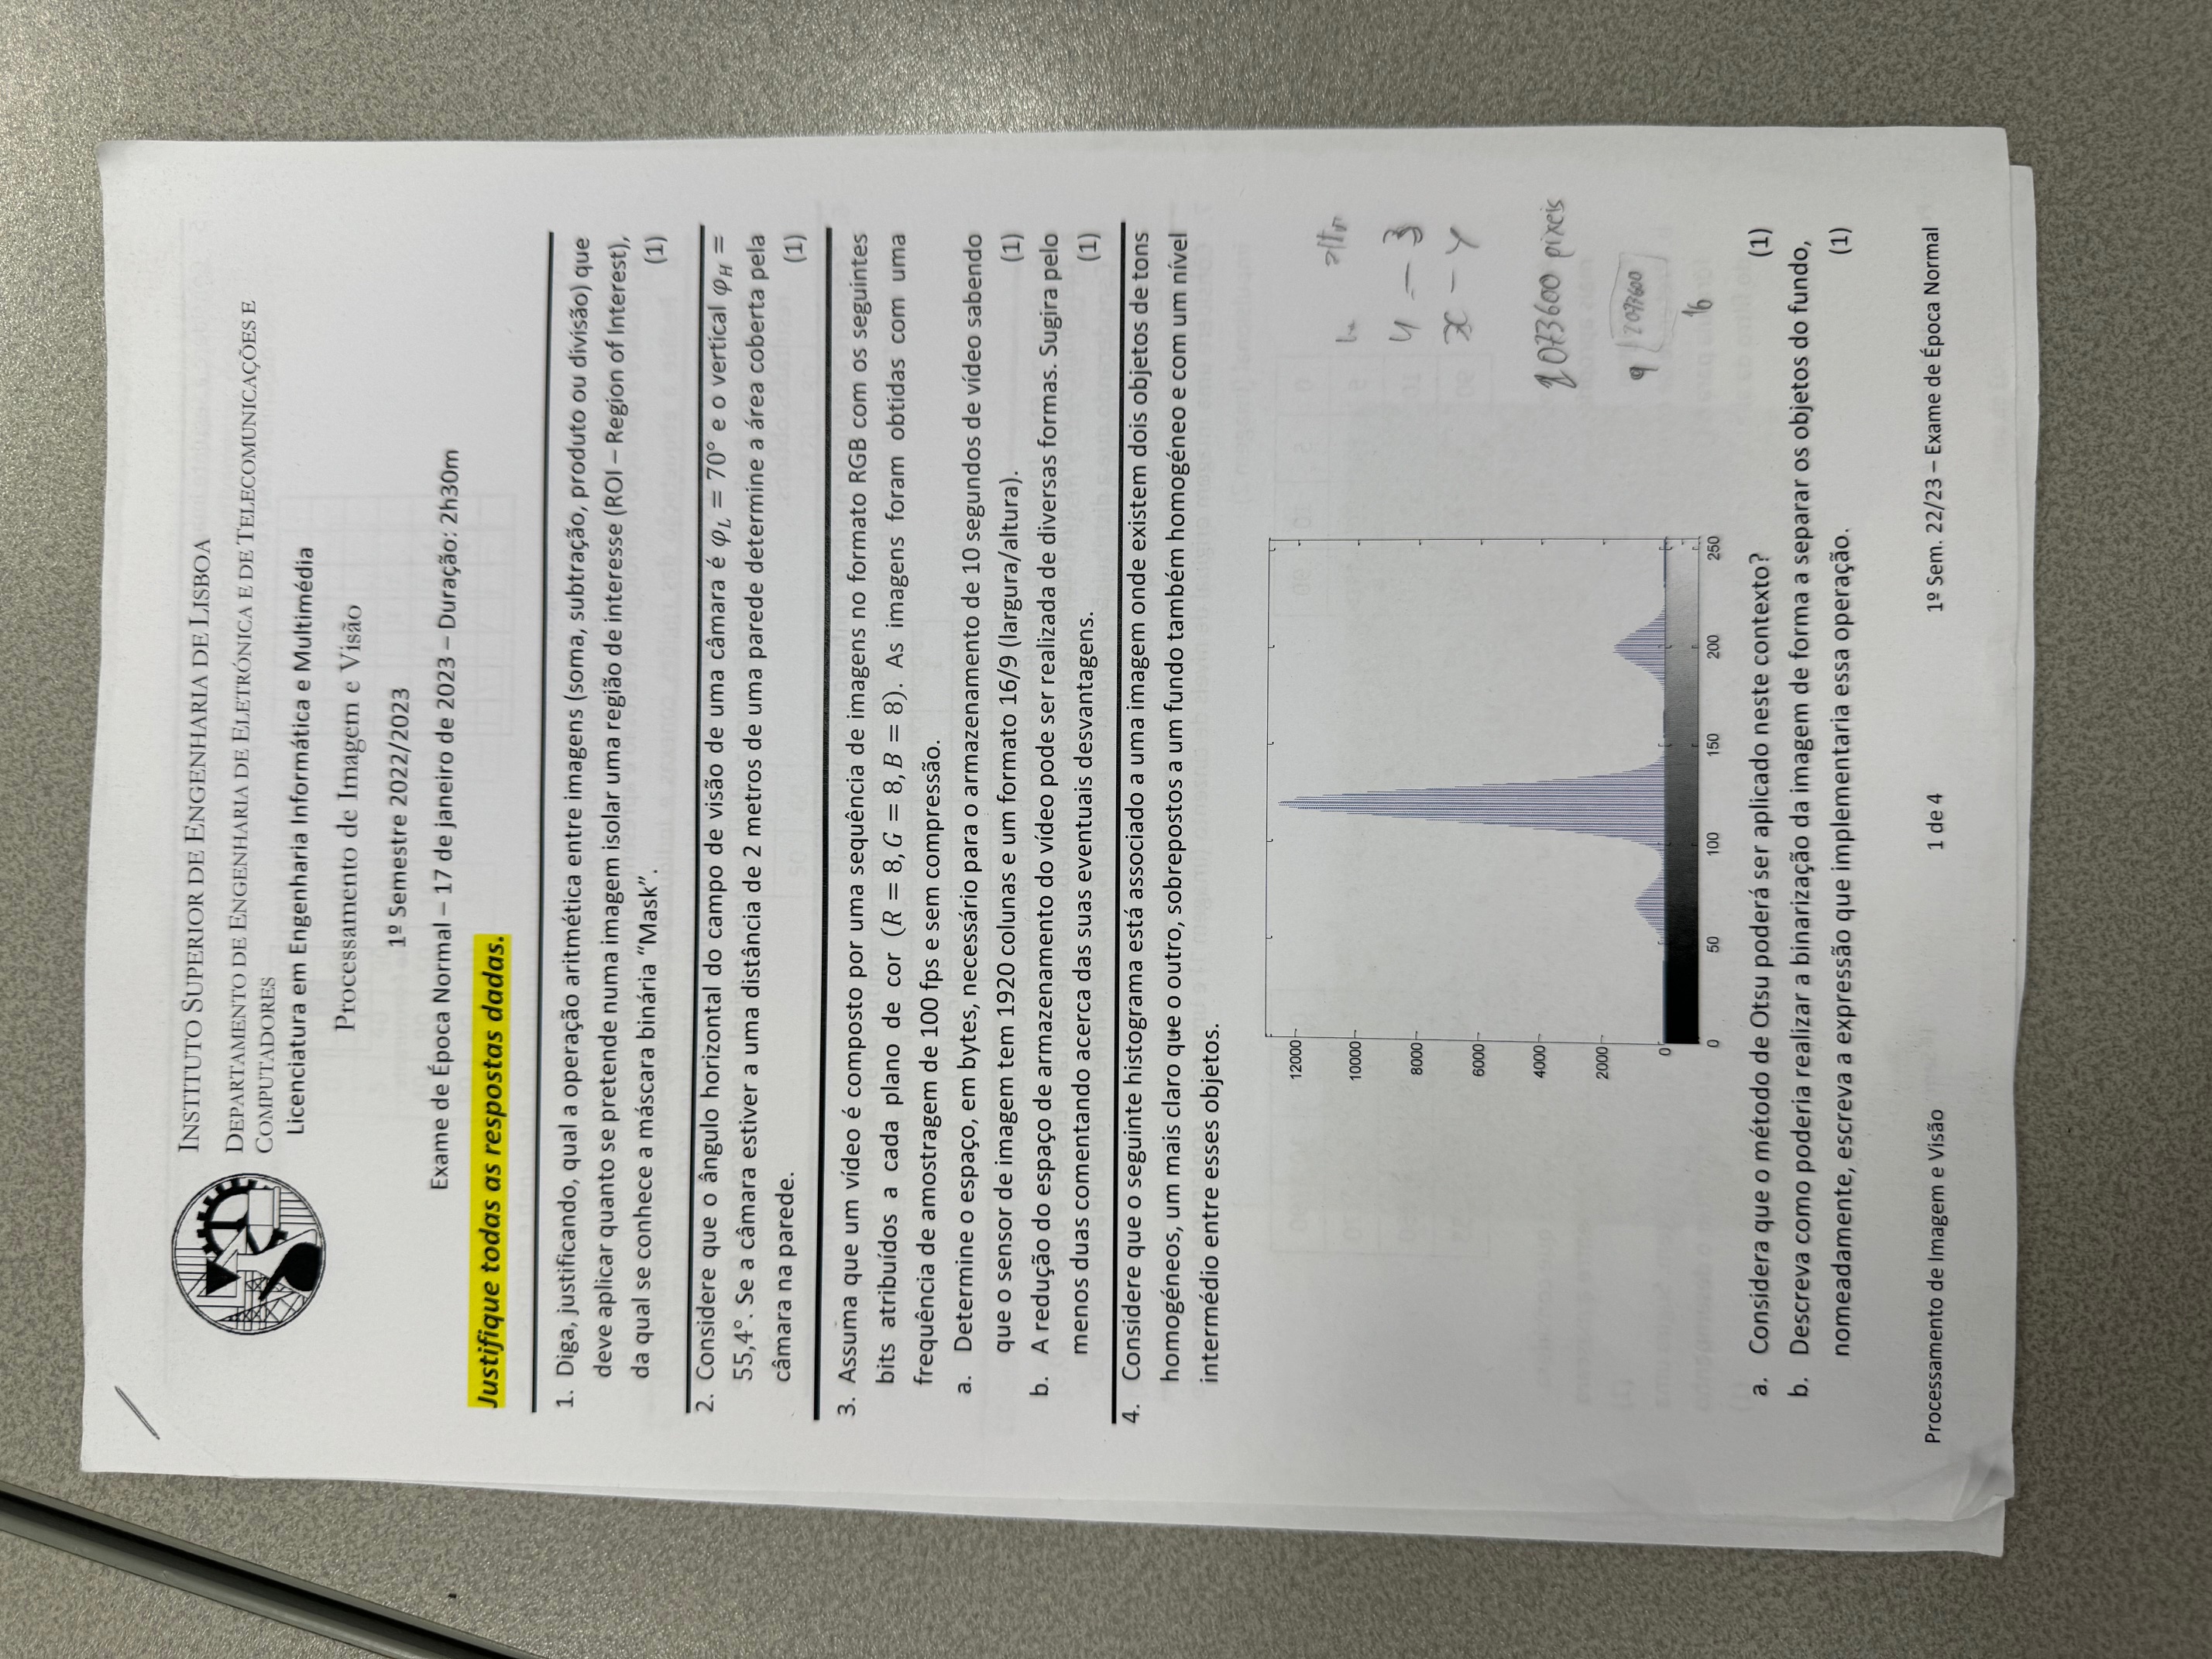 INSTITUTO SUPERIOR DE ENGENHARIA DE LISBOA
DEPARTAMENTO DE ENGENHARIA DE ELETRÓNICA E DE TELECOMUNICAÇÕES E
COMPUTADORES
Licenciatura em Engenharia Informática e Multimédia
Processamento de Imagem e Visão
1º Semestre 2022/2023
Exame de Época Normal – 17 de janeiro de 2023 – Duração: 2h30m
Justifique todas as respostas dadas.
1. Diga, justificando, qual a operação aritmética entre imagens (soma, subtração, produto ou divisão) que
deve aplicar quanto se pretende numa imagem isolar uma região de interesse (ROI – Region of Interest),
da qual se conhece a máscara binária “Mask”. (1)
2. Considere que o ângulo horizontal do campo de visão de uma câmara é φL = 70° e o vertical φH =
55,4°. Se a câmara estiver a uma distância de 2 metros de uma parede determine a área coberta pela
câmara na parede. (1)
3. Assuma que um vídeo é composto por uma sequência de imagens no formato RGB com os seguintes
bits atribuídos a cada plano de cor (R = 8, G = 8, B = 8). As imagens foram obtidas com uma
frequência de amostragem de 100 fps e sem compressão.
a. Determine o espaço, em bytes, necessário para o armazenamento de 10 segundos de vídeo sabendo
que o sensor de imagem tem 1920 colunas e um formato 16/9 (largura/altura). (1)
b. A redução do espaço de armazenamento do vídeo pode ser realizada de diversas formas. Sugira pelo
menos duas comentando acerca das suas eventuais desvantagens. (1)
4. Considere que o seguinte histograma está associado a uma imagem onde existem dois objetos de tons
homogéneos, um mais claro que o outro, sobrepostos a um fundo também homogéneo e com um nível
intermédio entre esses objetos.
12000
10000
8000
6000
4000
2000
0
0 50 100 150 200 250
4 – 3
x – y
2073600 pixeis
9 2073600
16
a. Considera que o método de Otsu poderá ser aplicado neste contexto? (1)
b. Descreva como poderia realizar a binarização da imagem de forma a separar os objetos do fundo,
nomeadamente, escreva a expressão que implementaria essa operação. (1)
Processamento de Imagem e Visão 1 de 4 1º Sem. 22/23 – Exame de Época Normal